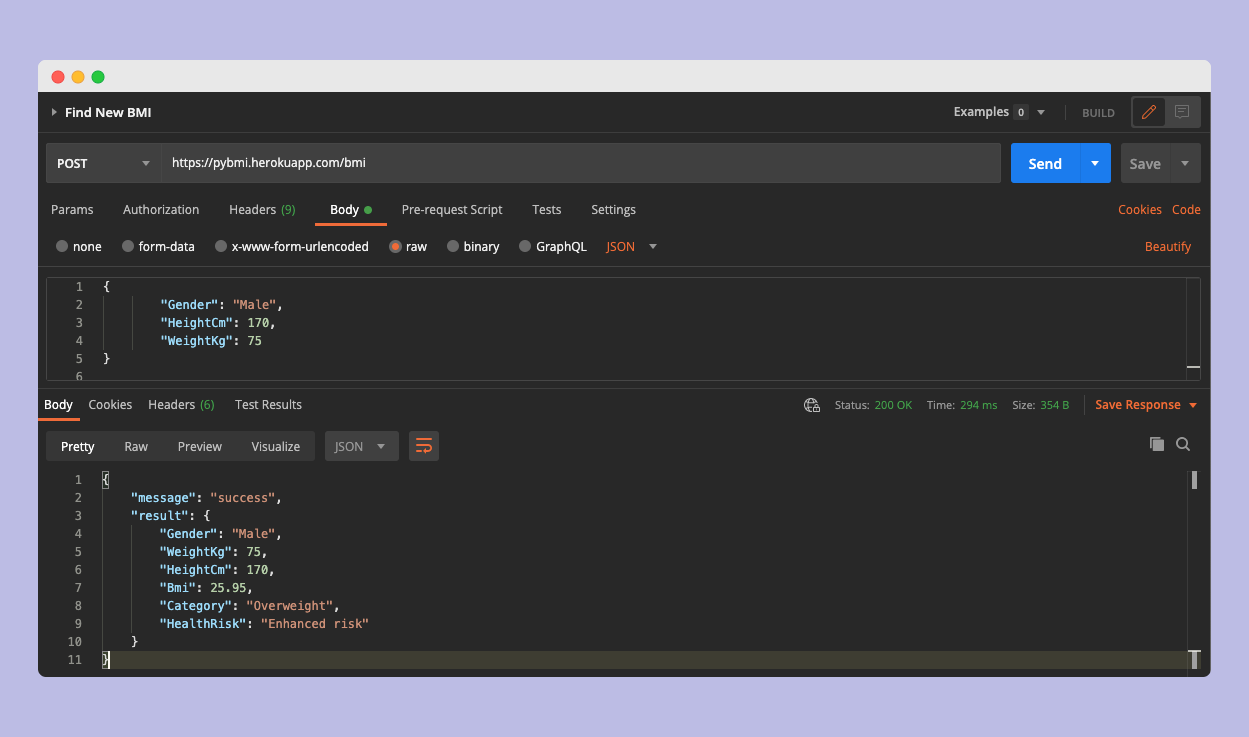 Find New BMI Examples 0 BUILD
POST https://pybmi.herokuapp.com/bmi Send Save
Params Authorization Headers (9) Body Pre-request Script Tests Settings Cookies Code
none form-data x-www-form-urlencoded raw binary GraphQL JSON Beautify
1 {
2 "Gender": "Male",
3 "HeightCm": 170,
4 "WeightKg": 75
5 }
6
Body Cookies Headers (6) Test Results Status: 200 OK Time: 294 ms Size: 354 B Save Response
Pretty Raw Preview Visualize JSON
1 {
2 "message": "success",
3 "result": {
4 "Gender": "Male",
5 "WeightKg": 75,
6 "HeightCm": 170,
7 "Bmi": 25.95,
8 "Category": "Overweight",
9 "HealthRisk": "Enhanced risk"
10 }
11 }